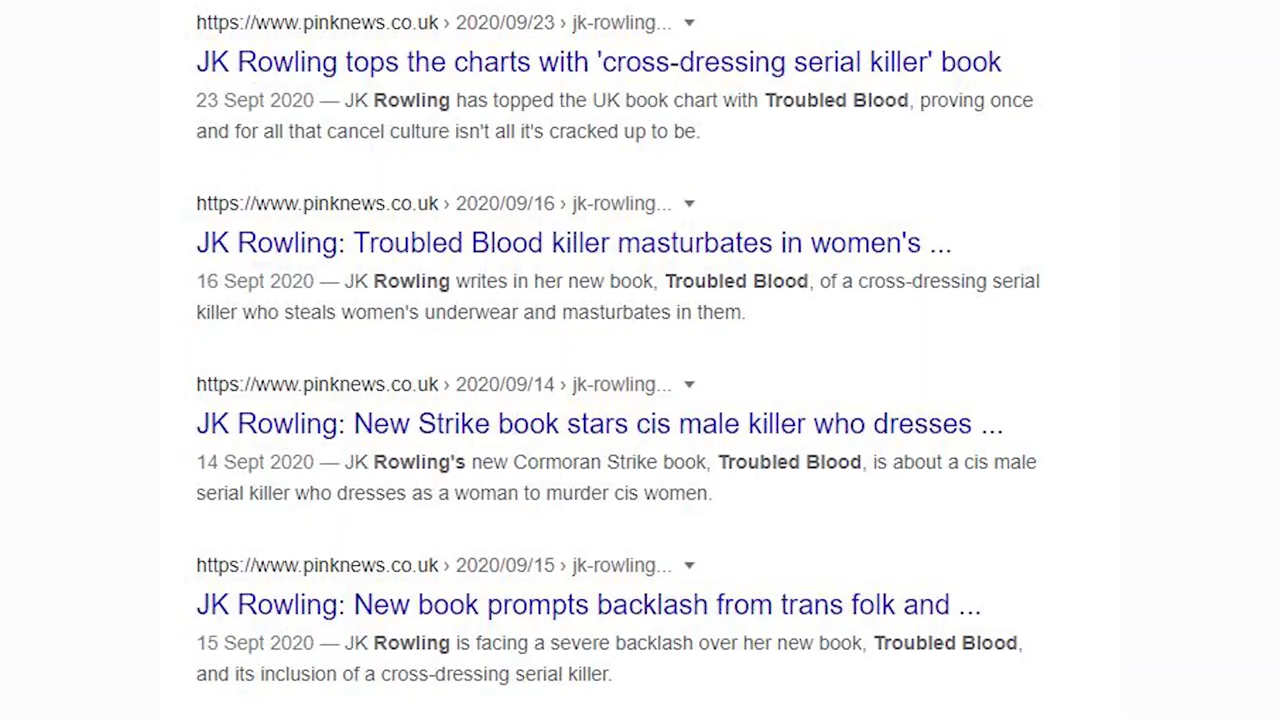 https://www.pinknews.co.uk › 2020/09/23 › jk-rowling...
JK Rowling tops the charts with 'cross-dressing serial killer' book
23 Sept 2020 — JK Rowling has topped the UK book chart with Troubled Blood, proving once
and for all that cancel culture isn't all it's cracked up to be.
https://www.pinknews.co.uk › 2020/09/16 › jk-rowling...
JK Rowling: Troubled Blood killer masturbates in women's ...
16 Sept 2020 — JK Rowling writes in her new book, Troubled Blood, of a cross-dressing serial
killer who steals women's underwear and masturbates in them.
https://www.pinknews.co.uk › 2020/09/14 › jk-rowling...
JK Rowling: New Strike book stars cis male killer who dresses ...
14 Sept 2020 — JK Rowling's new Cormoran Strike book, Troubled Blood, is about a cis male
serial killer who dresses as a woman to murder cis women.
https://www.pinknews.co.uk › 2020/09/15 › jk-rowling...
JK Rowling: New book prompts backlash from trans folk and ...
15 Sept 2020 — JK Rowling is facing a severe backlash over her new book, Troubled Blood,
and its inclusion of a cross-dressing serial killer.